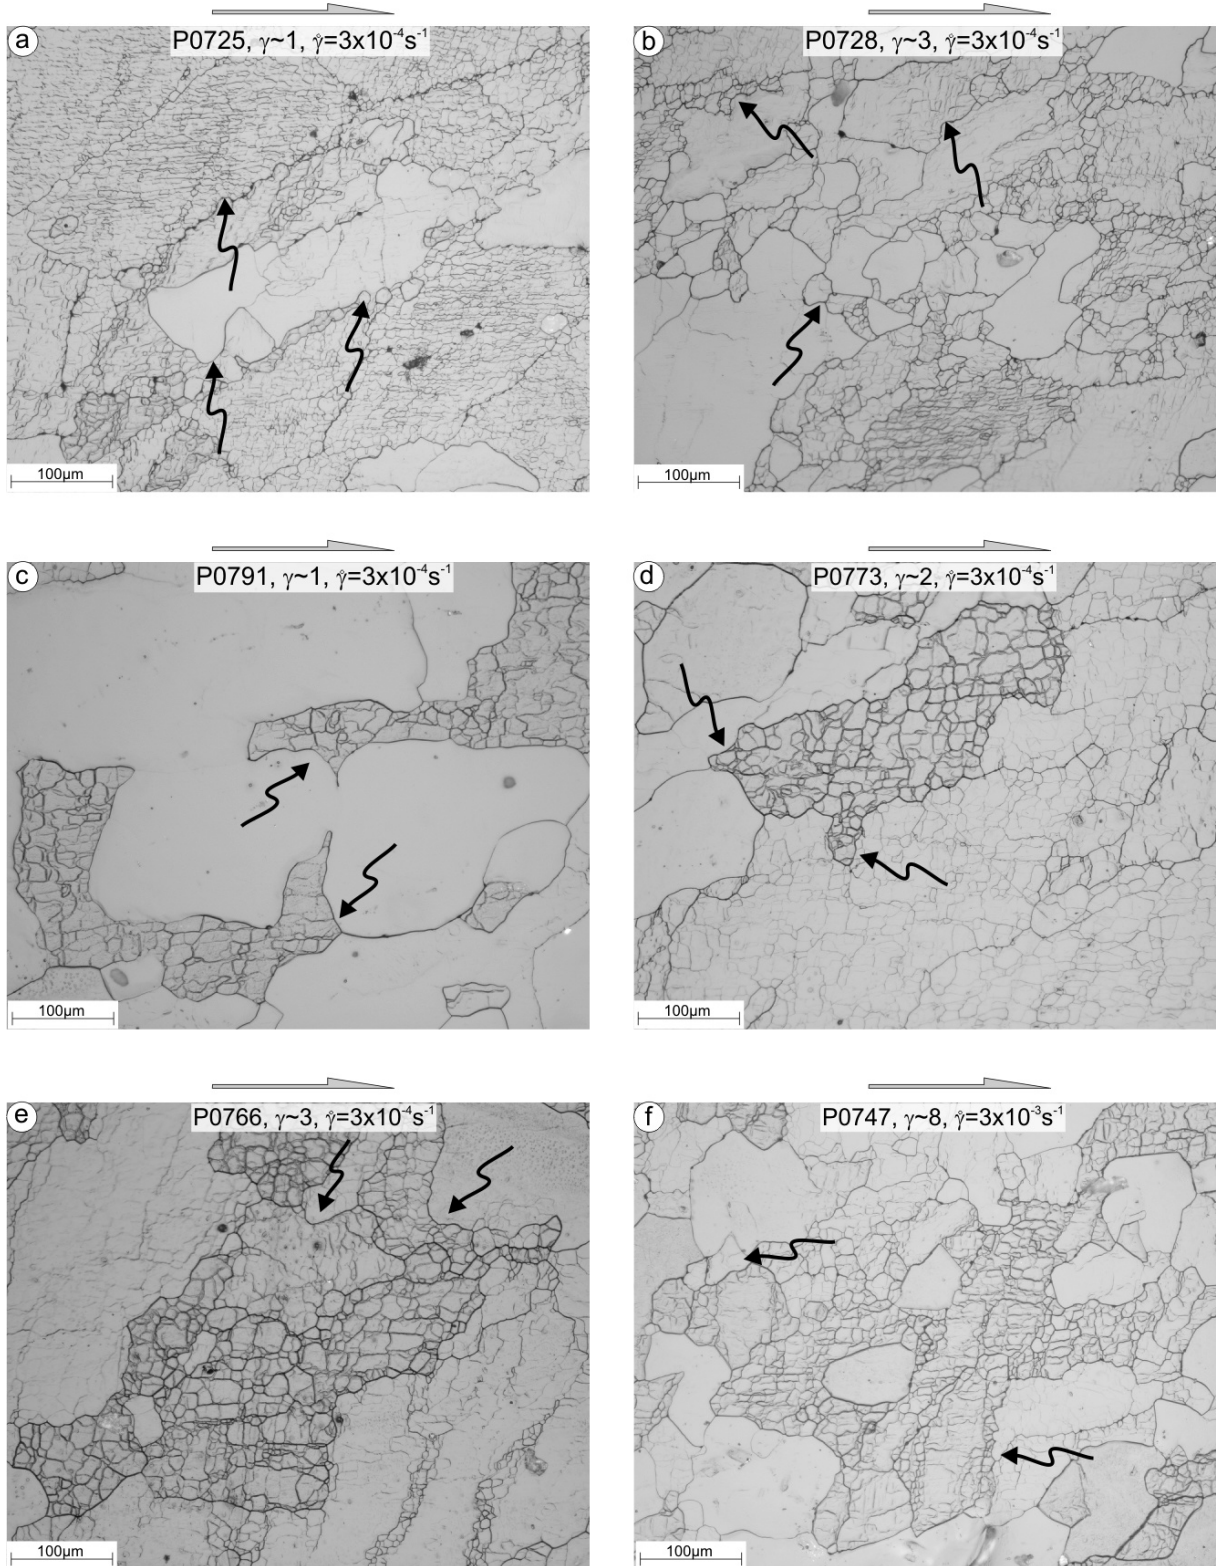 a
P0725, γ~1, γ̇=3x10⁻⁴s⁻¹
100µm
b
P0728, γ~3, γ̇=3x10⁻⁴s⁻¹
100µm
c
P0791, γ~1, γ̇=3x10⁻⁴s⁻¹
100µm
d
P0773, γ~2, γ̇=3x10⁻⁴s⁻¹
100µm
e
P0766, γ~3, γ̇=3x10⁻⁴s⁻¹
100µm
f
P0747, γ~8, γ̇=3x10⁻³s⁻¹
100µm